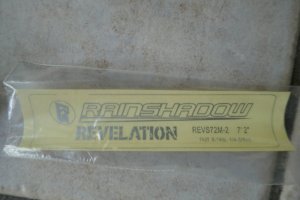 R RAINSHADOW
REVELATION REVS72M-2 7'2"